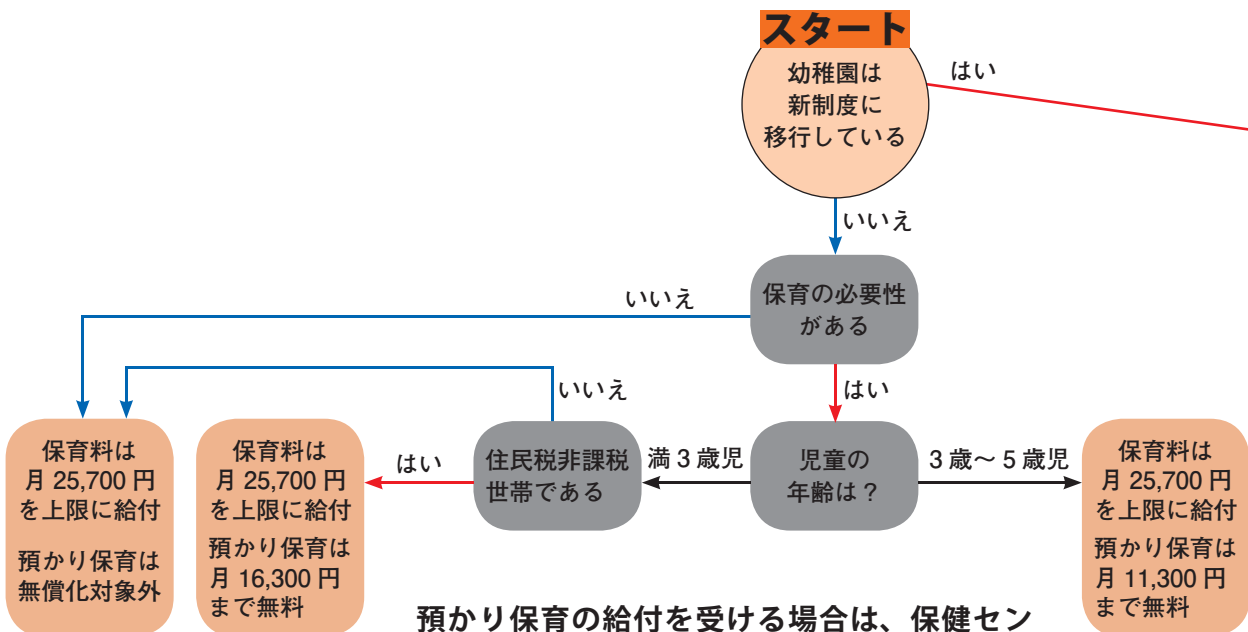 スタート
幼稚園は
新制度に
移行している
はい
いいえ
保育の必要性
がある
いいえ
はい
いいえ
児童の
年齢は？
満３歳児
３歳～５歳児
住民税非課税
世帯である
はい
保育料は
月 25,700 円
を上限に給付
預かり保育は
無償化対象外
保育料は
月 25,700 円
を上限に給付
預かり保育は
月 16,300 円
まで無料
保育料は
月 25,700 円
を上限に給付
預かり保育は
月 11,300 円
まで無料
預かり保育の給付を受ける場合は、保健セン